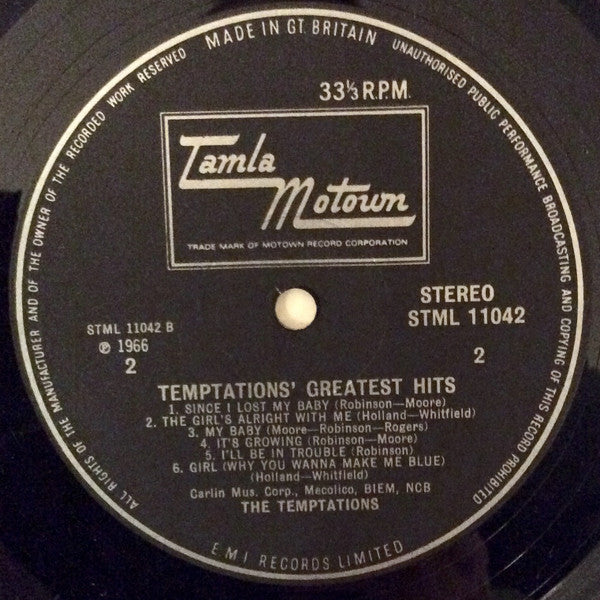 MADE IN GT. BRITAIN
UNAUTHORISED PUBLIC PERFORMANCE BROADCASTING AND COPYING OF THIS RECORD PROHIBITED
ALL RIGHTS OF THE MANUFACTURER AND OF THE OWNER OF THE RECORDED WORK RESERVED
33⅓ R.P.M.
Tamla
Motown
TRADE MARK OF MOTOWN RECORD CORPORATION
STEREO
STML 11042
2
STML 11042 B
℗ 1966
2
TEMPTATIONS' GREATEST HITS
1. SINCE I LOST MY BABY (Robinson—Moore)
2. THE GIRL'S ALRIGHT WITH ME (Holland—Whitfield)
3. MY BABY (Moore—Robinson—Rogers)
4. IT'S GROWING (Robinson—Moore)
5. I'LL BE IN TROUBLE (Robinson)
6. GIRL (WHY YOU WANNA MAKE ME BLUE)
(Holland—Whitfield)
Carlin Mus. Corp., Mecolico, BIEM, NCB
THE TEMPTATIONS
E M I RECORDS LIMITED